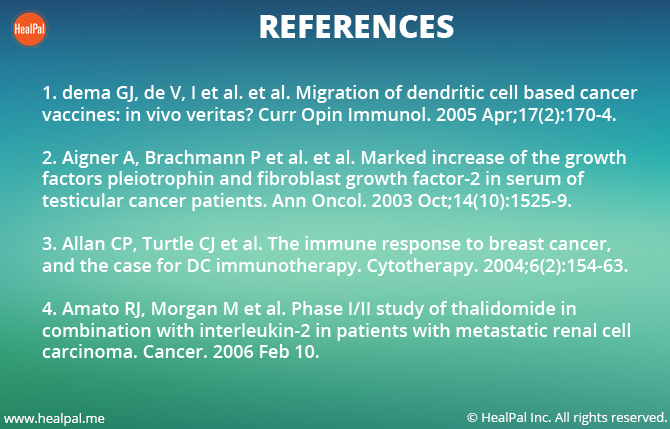 HealPal
REFERENCES
1. dema GJ, de V, I et al. et al. Migration of dendritic cell based cancer
vaccines: in vivo veritas? Curr Opin Immunol. 2005 Apr;17(2):170-4.
2. Aigner A, Brachmann P et al. et al. Marked increase of the growth
factors pleiotrophin and fibroblast growth factor-2 in serum of
testicular cancer patients. Ann Oncol. 2003 Oct;14(10):1525-9.
3. Allan CP, Turtle CJ et al. The immune response to breast cancer,
and the case for DC immunotherapy. Cytotherapy. 2004;6(2):154-63.
4. Amato RJ, Morgan M et al. Phase I/II study of thalidomide in
combination with interleukin-2 in patients with metastatic renal cell
carcinoma. Cancer. 2006 Feb 10.
www.healpal.me
© HealPal Inc. All rights reserved.